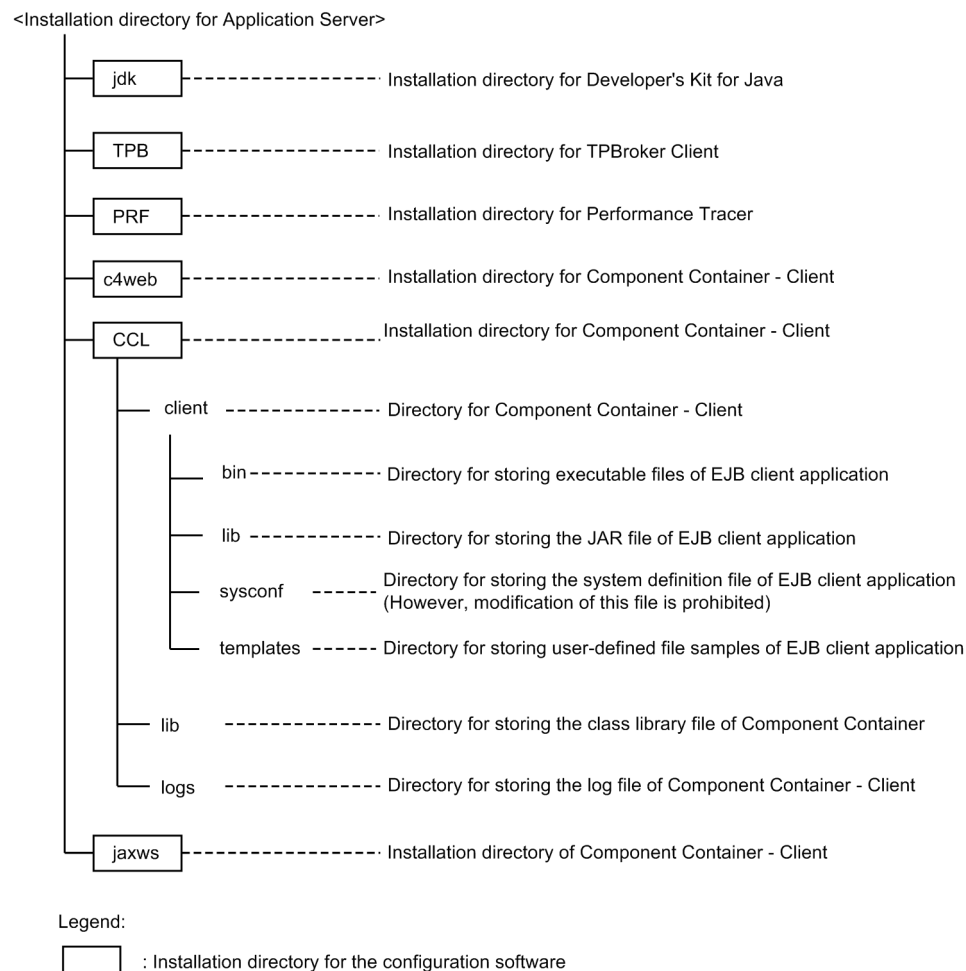 <Installation directory for Application Server>
jdk Installation directory for Developer's Kit for Java
TPB Installation directory for TPBroker Client
PRF Installation directory for Performance Tracer
c4web Installation directory for Component Container - Client
CCL Installation directory for Component Container - Client
client Directory for Component Container - Client
bin Directory for storing executable files of EJB client application
lib Directory for storing the JAR file of EJB client application
sysconf Directory for storing the system definition file of EJB client application
(However, modification of this file is prohibited)
templates Directory for storing user-defined file samples of EJB client application
lib Directory for storing the class library file of Component Container
logs Directory for storing the log file of Component Container - Client
jaxws Installation directory of Component Container - Client
Legend:
: Installation directory for the configuration software